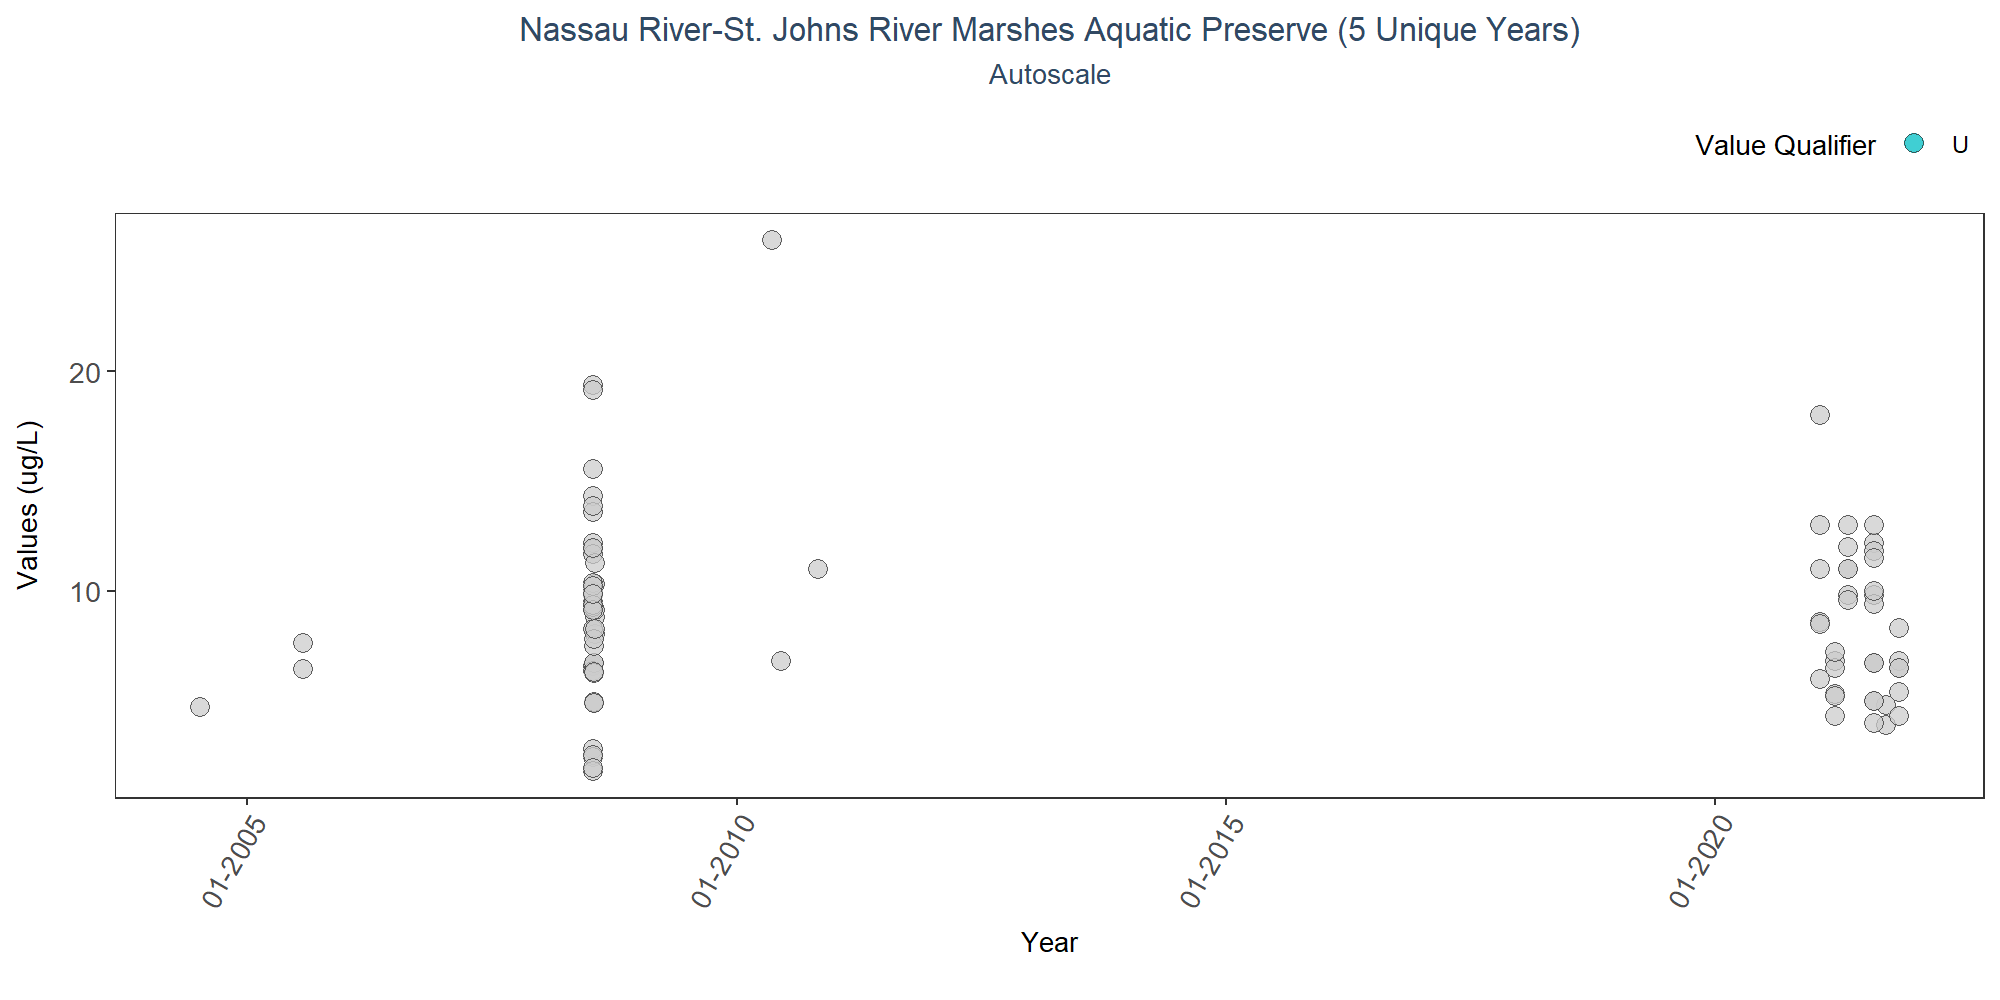 Nassau River-St. Johns River Marshes Aquatic Preserve (5 Unique Years)
Autoscale
Value Qualifier U
Values (ug/L)
20
10
01-2005
01-2010
01-2015
01-2020
Year